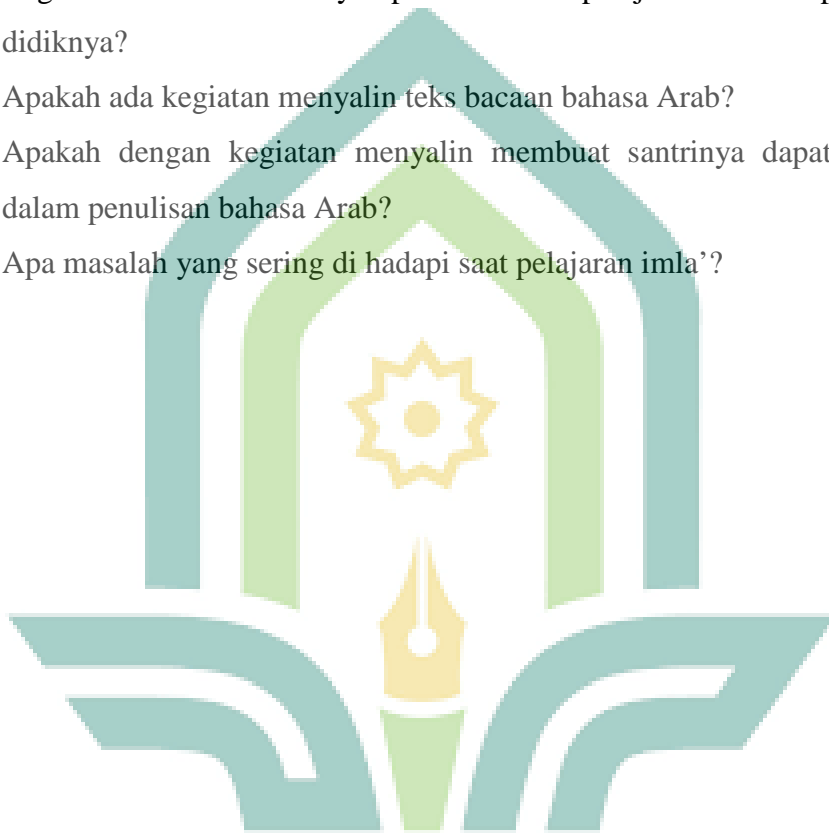 didiknya?
Apakah ada kegiatan menyalin teks bacaan bahasa Arab?
Apakah dengan kegiatan menyalin membuat santrinya dapat
dalam penulisan bahasa Arab?
Apa masalah yang sering di hadapi saat pelajaran imla’?